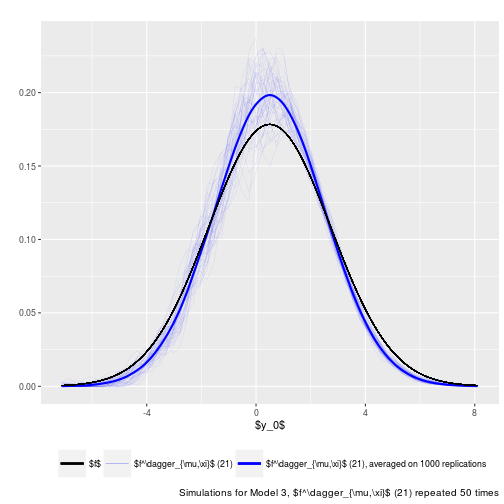 0.20
0.15
0.10
0.05
0.00
-4 0 4 8
$y_0$
$f$ $f^\dagger_{\mu,\xi}$ (21) $f^\dagger_{\mu,\xi}$ (21), averaged on 1000 replications
Simulations for Model 3, $f^\dagger_{\mu,\xi}$ (21) repeated 50 times